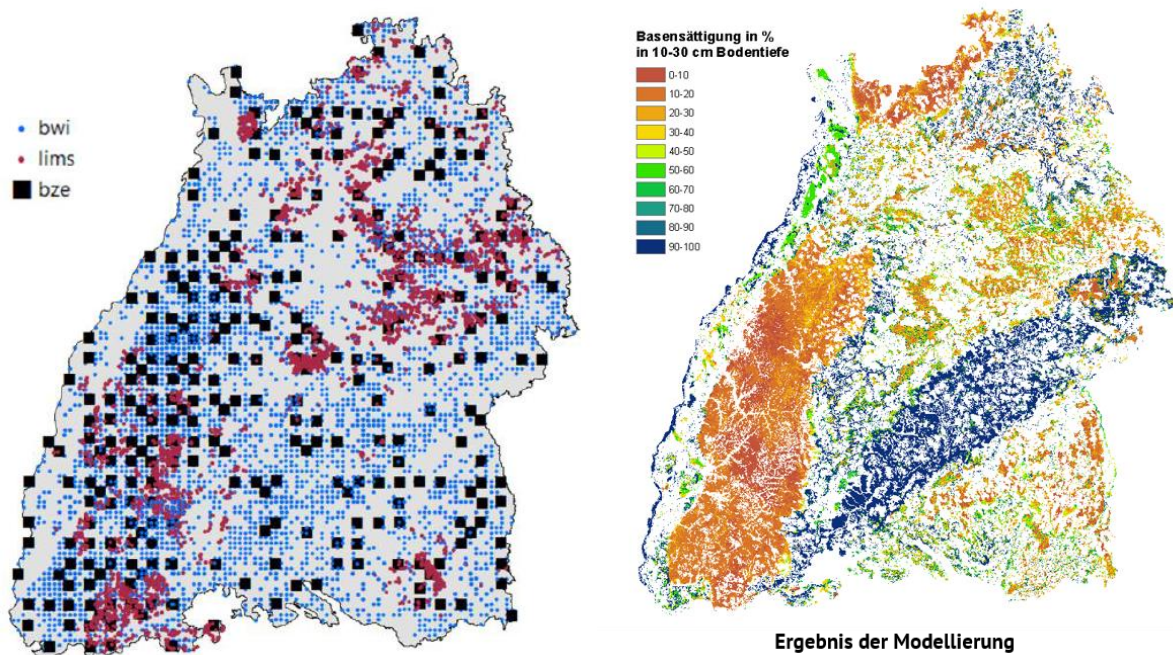 bwi
lims
bze
Basensättigung in %
in 10-30 cm Bodentiefe
0-10
10-20
20-30
30-40
40-50
50-60
60-70
70-80
80-90
90-100
Ergebnis der Modellierung